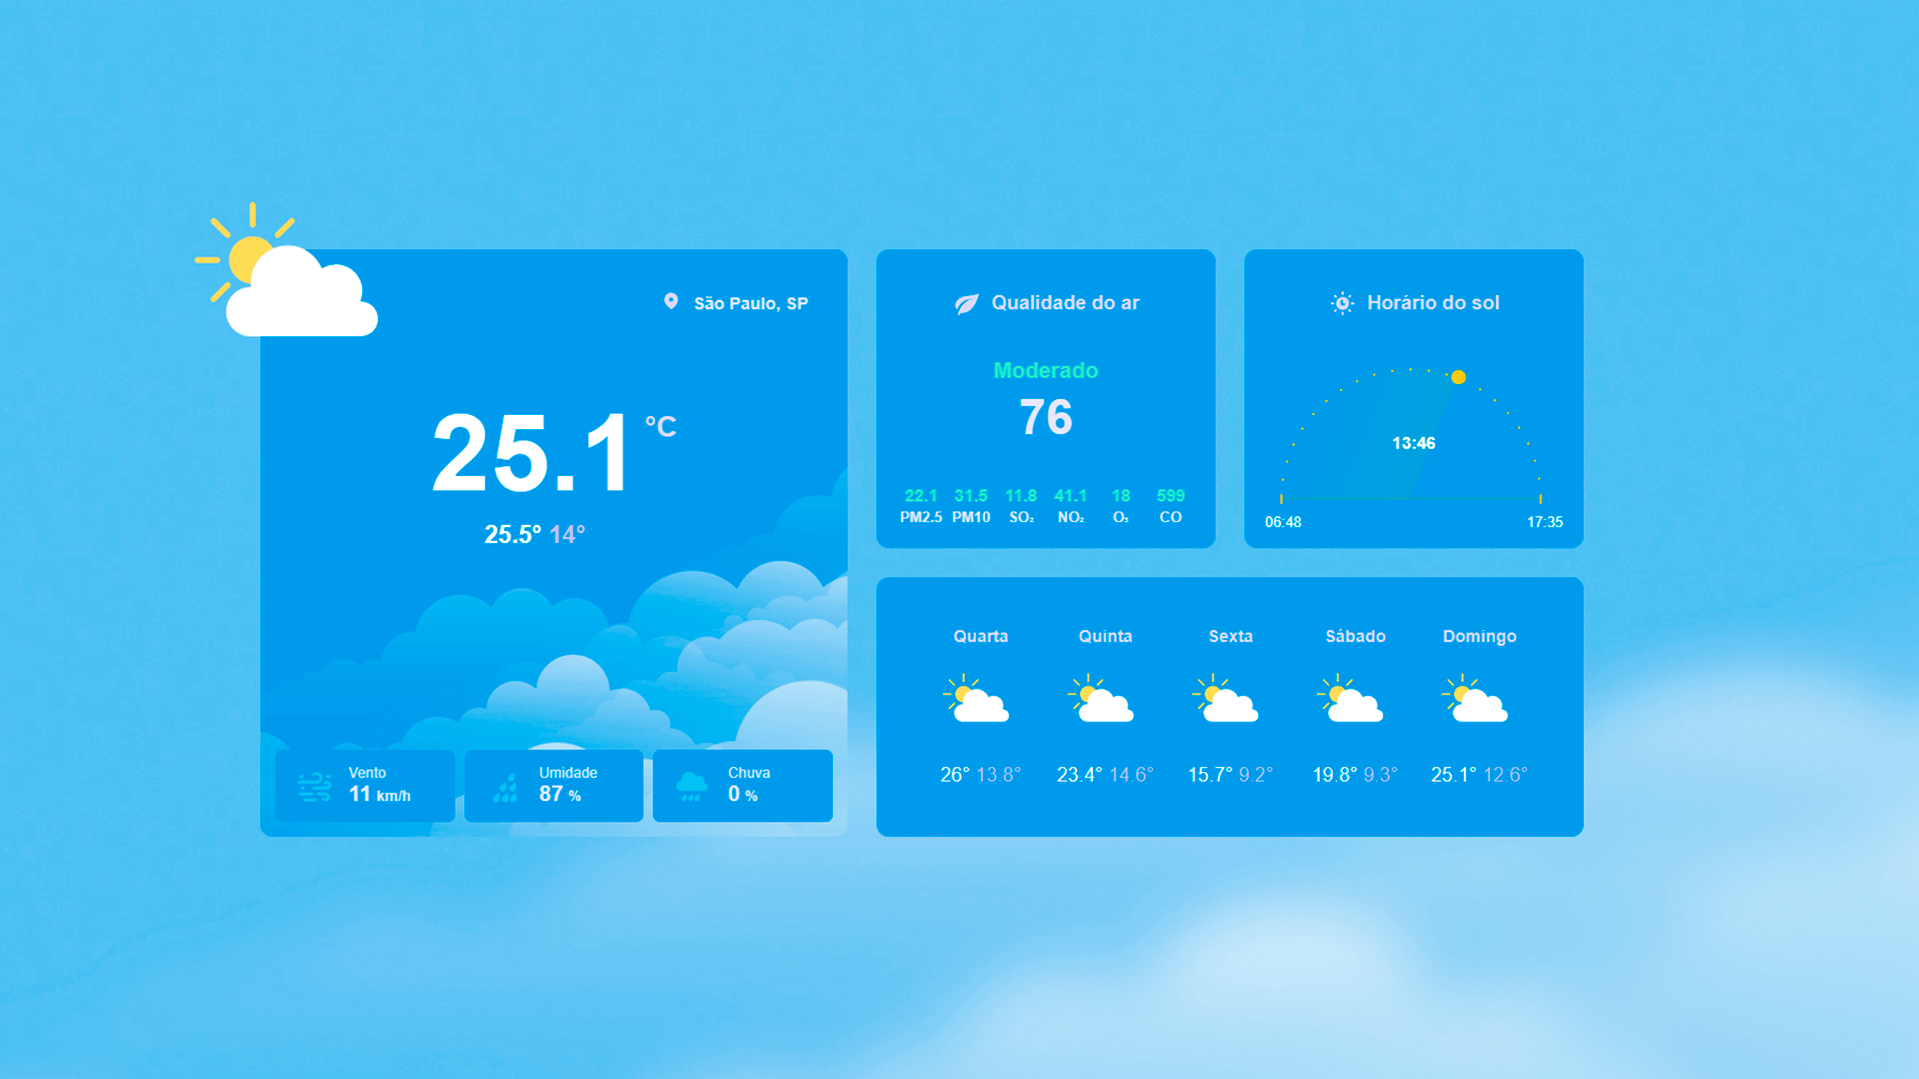 São Paulo, SP
25.1 °C
25.5° 14°
Vento
11 km/h
Umidade
87 %
Chuva
0 %
Qualidade do ar
Moderado
76
22.1 31.5 11.8 41.1 18 599
PM2.5 PM10 SO₂ NO₂ O₃ CO
Horário do sol
13:46
06:48 17:35
Quarta Quinta Sexta Sábado Domingo
26° 13.8° 23.4° 14.6° 15.7° 9.2° 19.8° 9.3° 25.1° 12.6°